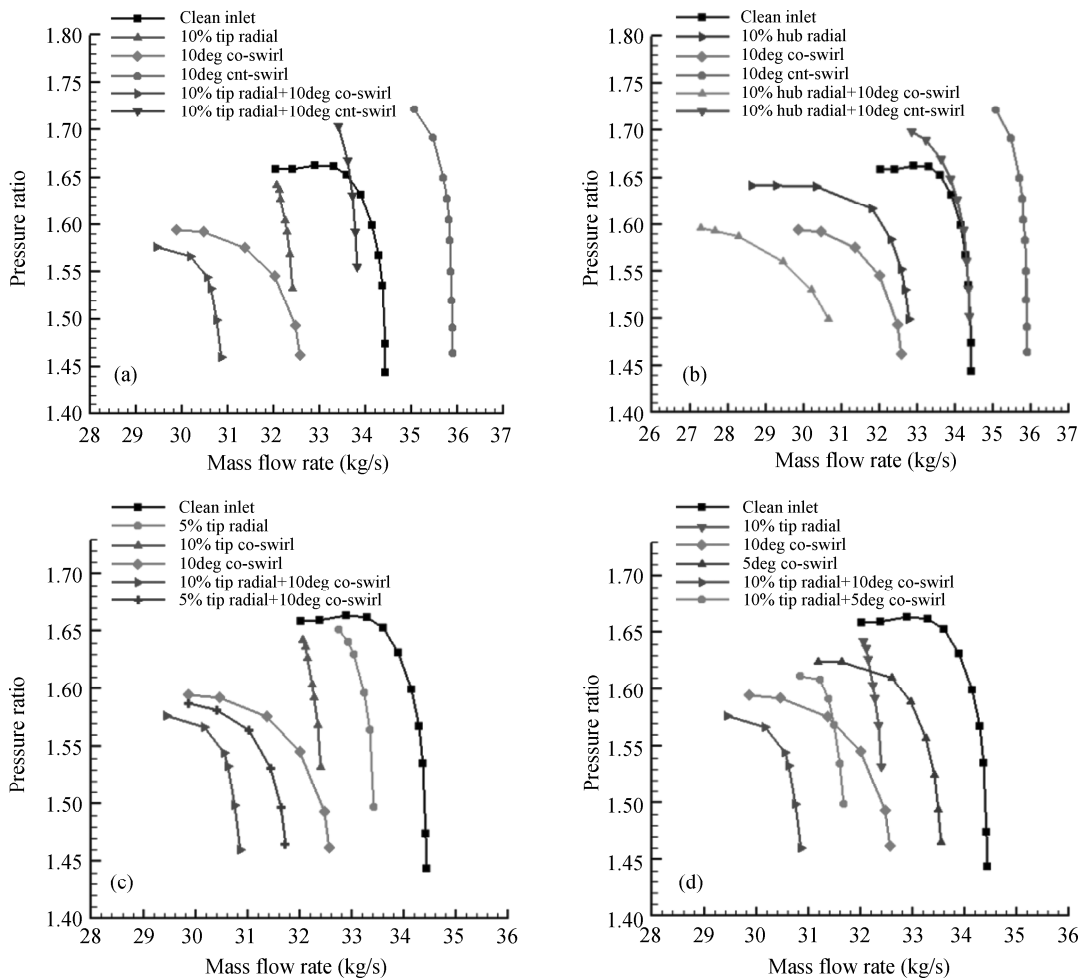 Clean inlet
10% tip radial
10deg co-swirl
10deg cnt-swirl
10% tip radial+10deg co-swirl
10% tip radial+10deg cnt-swirl
1.80
1.75
1.70
1.65
1.60
1.55
1.50
1.45
1.40
Pressure ratio
(a)
28 29 30 31 32 33 34 35 36 37
Mass flow rate (kg/s)
Clean inlet
10% hub radial
10deg co-swirl
10deg cnt-swirl
10% hub radial+10deg co-swirl
10% hub radial+10deg cnt-swirl
1.80
1.75
1.70
1.65
1.60
1.55
1.50
1.45
1.40
Pressure ratio
(b)
26 27 28 29 30 31 32 33 34 35 36 37
Mass flow rate (kg/s)
Clean inlet
5% tip radial
10% tip co-swirl
10deg co-swirl
10% tip radial+10deg co-swirl
5% tip radial+10deg co-swirl
1.70
1.65
1.60
1.55
1.50
1.45
1.40
Pressure ratio
(c)
28 29 30 31 32 33 34 35 36
Mass flow rate (kg/s)
Clean inlet
10% tip radial
10deg co-swirl
5deg co-swirl
10% tip radial+10deg co-swirl
10% tip radial+5deg co-swirl
1.70
1.65
1.60
1.55
1.50
1.45
1.40
Pressure ratio
(d)
28 29 30 31 32 33 34 35 36
Mass flow rate (kg/s)